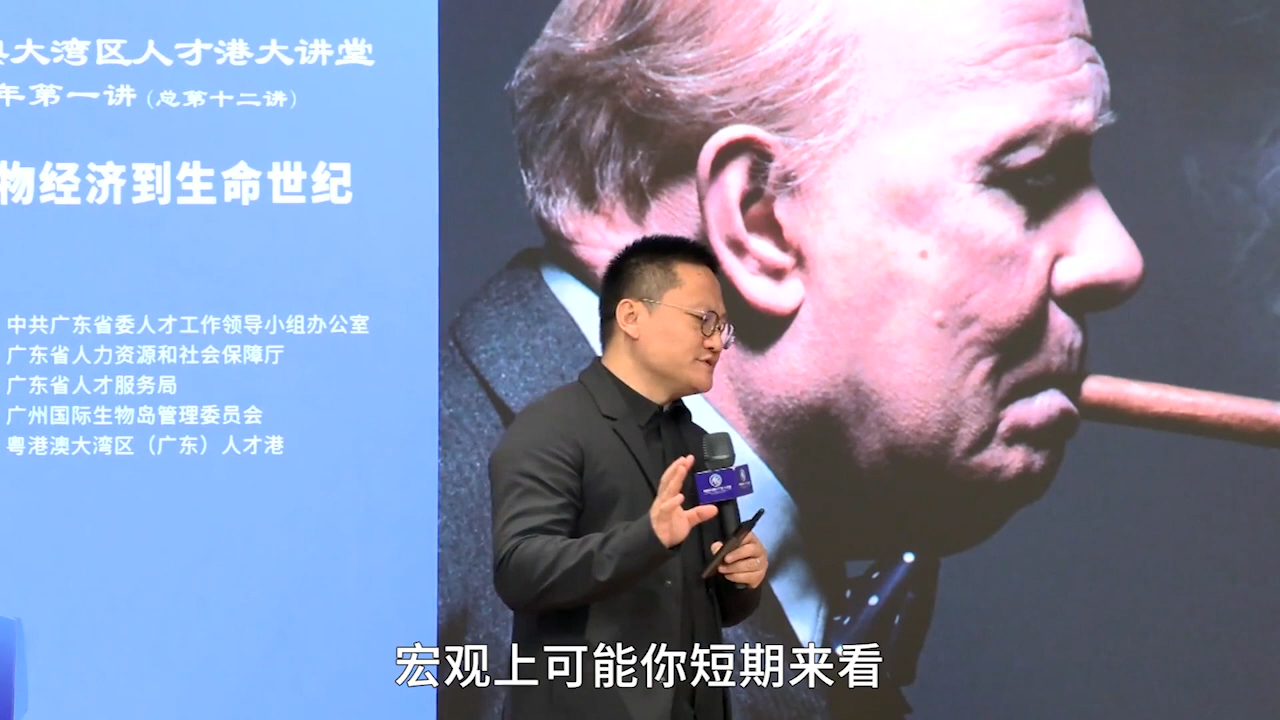 大湾区人才港大讲堂
年第一讲（总第十二讲）
物经济到生命世纪
中共广东省委人才工作领导小组办公室
广东省人力资源和社会保障厅
广东省人才服务局
广州国际生物岛管理委员会
粤港澳大湾区（广东）人才港
宏观上可能你短期来看